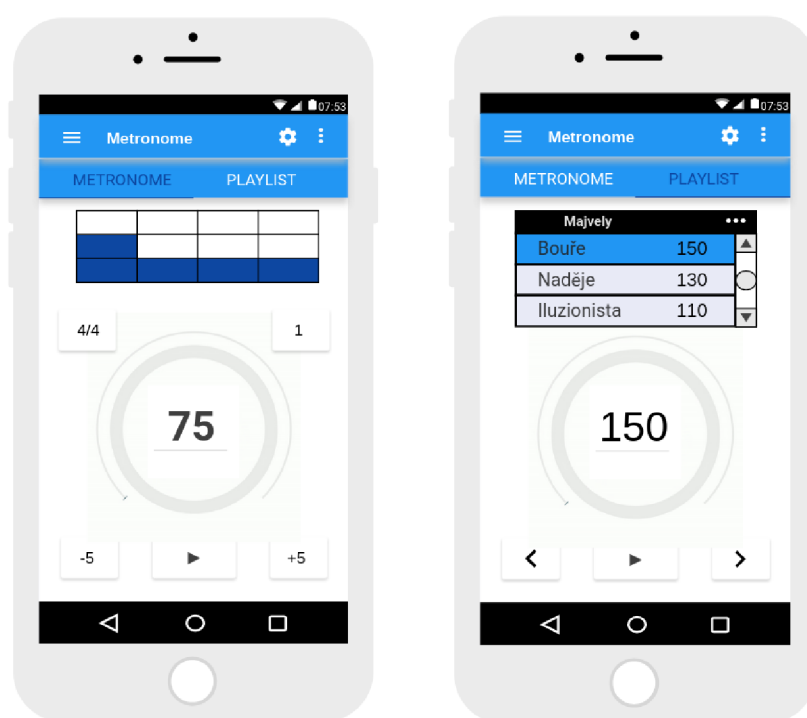 07:53
Metronome
METRONOME PLAYLIST
4/4 1
75
-5 +5
07:53
Metronome
METRONOME PLAYLIST
Majvely
Bouře 150
Naděje 130
Iluzionista 110
150